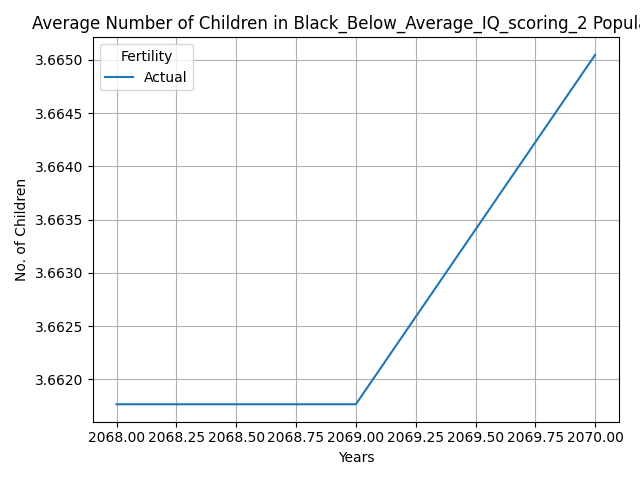 Average Number of Children in Black_Below_Average_IQ_scoring_2 Popula
Fertility
Actual
3.6650
3.6645
3.6640
3.6635
3.6630
3.6625
3.6620
No. of Children
2068.00 2068.25 2068.50 2068.75 2069.00 2069.25 2069.50 2069.75 2070.00
Years